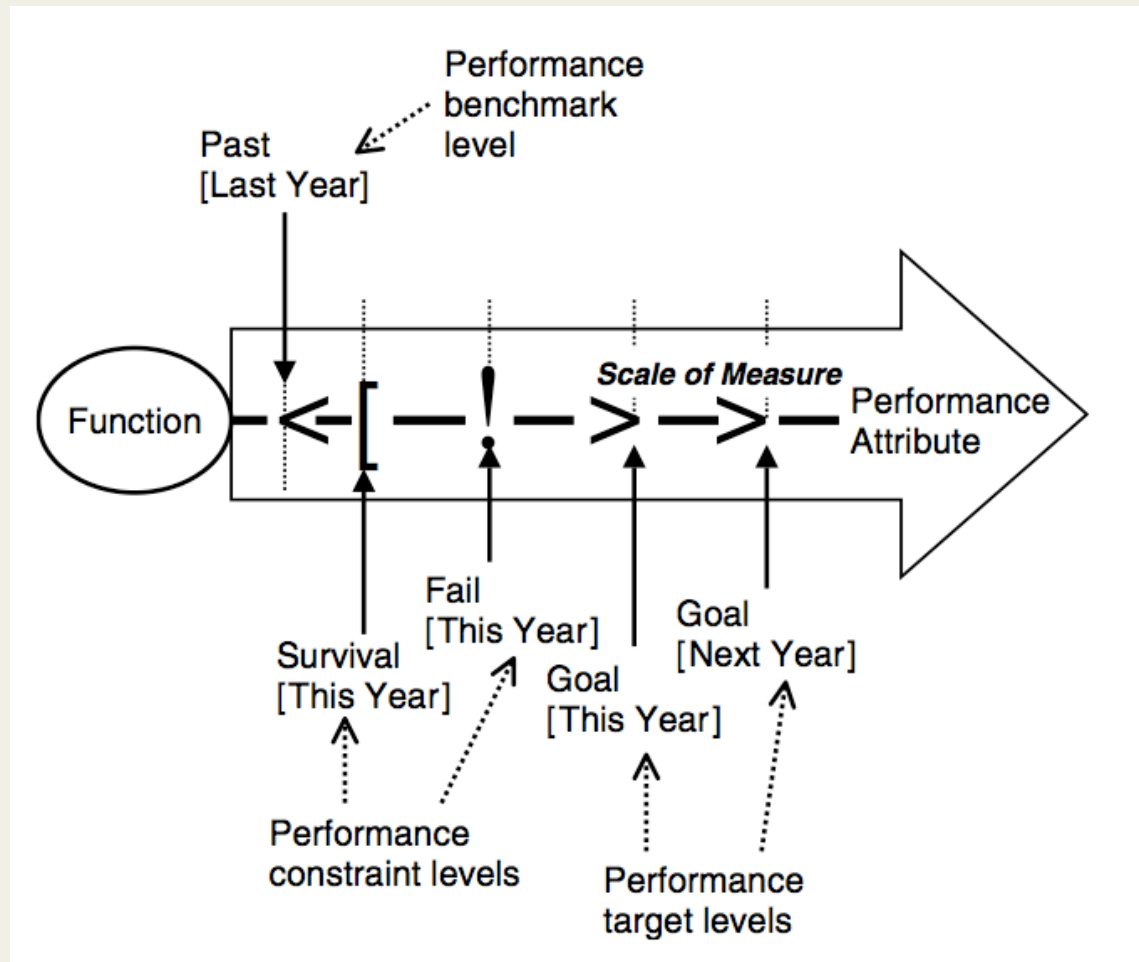 Performance
benchmark
level
Past
[Last Year]
Scale of Measure
Function
< [ ! > >
Performance
Attribute
Fail
[This Year]
Survival
[This Year]
Goal
[This Year]
Goal
[Next Year]
Performance
constraint levels
Performance
target levels